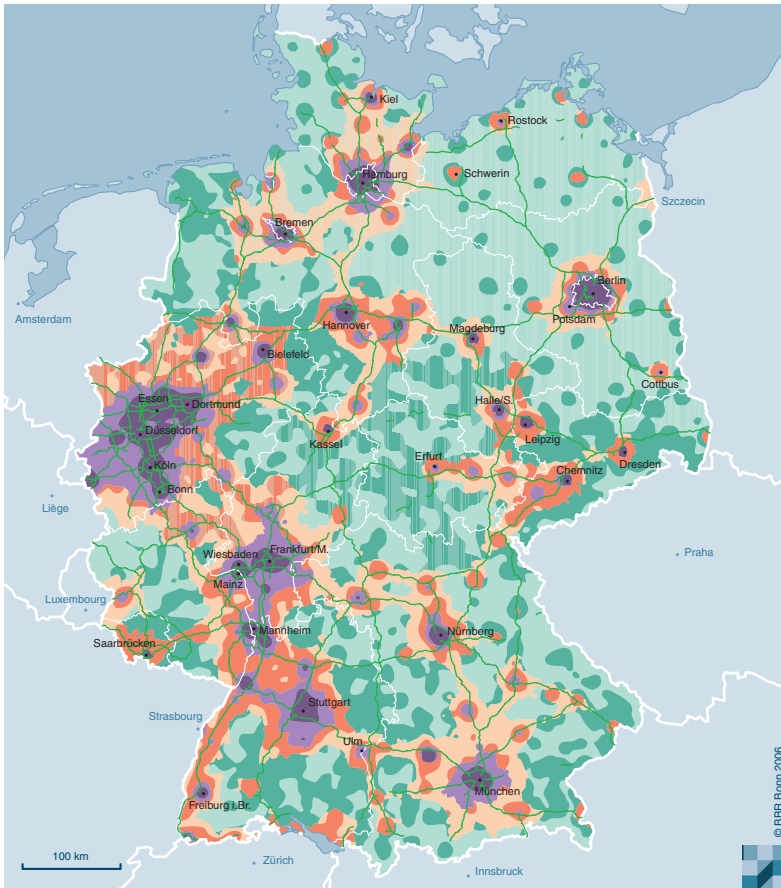 Kiel
Rostock
Hamburg
Schwerin
Szczecin
Bremen
Berlin
Amsterdam
Hannover
Potsdam
Magdeburg
Bielefeld
Cottbus
Essen
Dortmund
Halle/S.
Düsseldorf
Leipzig
Kassel
Köln
Erfurt
Dresden
Chemnitz
Bonn
Liège
Wiesbaden
Frankfurt/M.
Praha
Mainz
Luxembourg
Mannheim
Nürnberg
Saarbrücken
Stuttgart
Strasbourg
Ulm
München
Freiburg i.Br.
© BBR Bonn 2006
100 km
Zürich
Innsbruck